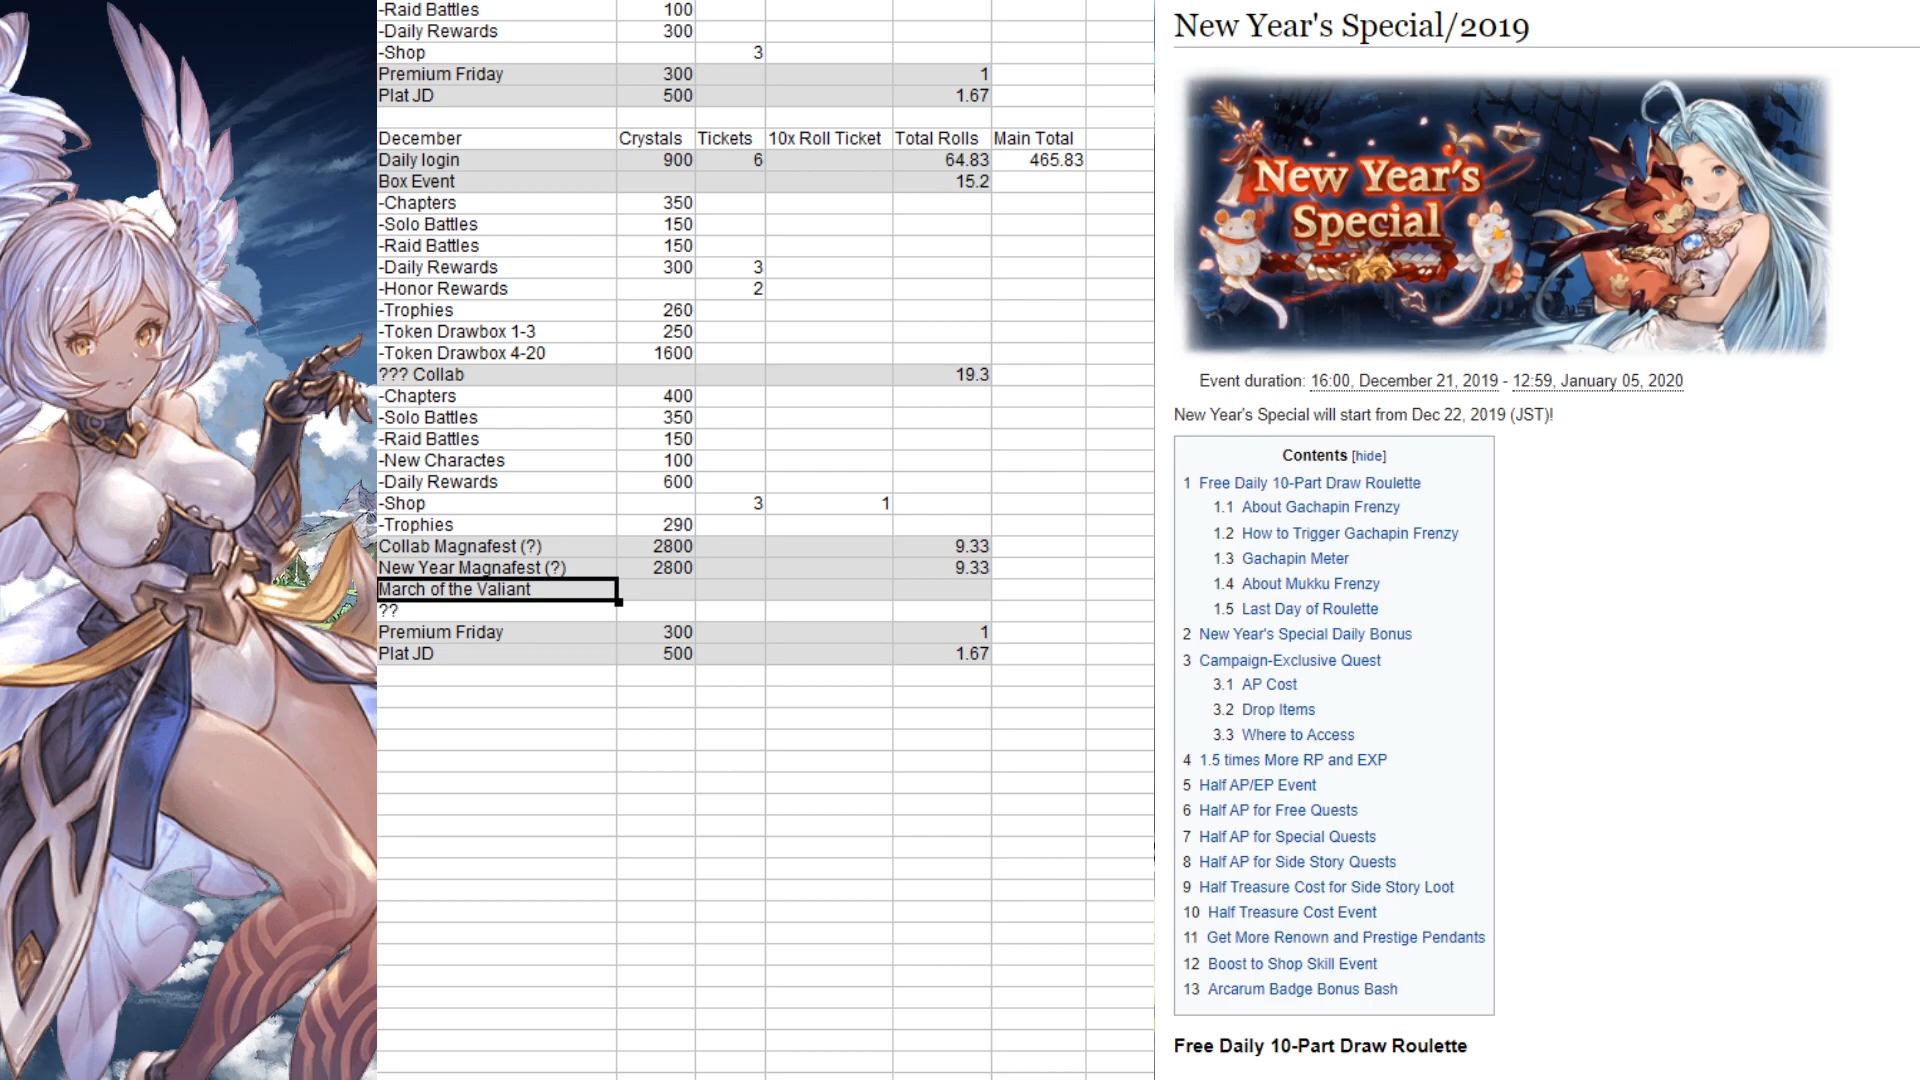 -Raid Battles 100
-Daily Rewards 300
-Shop 3
Premium Friday 300 1
Plat JD 500 1.67
December Crystals Tickets 10x Roll Ticket Total Rolls Main Total
Daily login 900 6 64.83 465.83
Box Event 15.2
-Chapters 350
-Solo Battles 150
-Raid Battles 150
-Daily Rewards 300 3
-Honor Rewards 2
-Trophies 260
-Token Drawbox 1-3 250
-Token Drawbox 4-20 1600
??? Collab 19.3
-Chapters 400
-Solo Battles 350
-Raid Battles 150
-New Charactes 100
-Daily Rewards 600
-Shop 3 1
-Trophies 290
Collab Magnafest (?) 2800 9.33
New Year Magnafest (?) 2800 9.33
March of the Valiant
??
Premium Friday 300 1
Plat JD 500 1.67
New Year's Special/2019
New Year's
Special
Event duration: 16:00, December 21, 2019 - 12:59, January 05, 2020
New Year's Special will start from Dec 22, 2019 (JST)!
Contents [hide]
1 Free Daily 10-Part Draw Roulette
1.1 About Gachapin Frenzy
1.2 How to Trigger Gachapin Frenzy
1.3 Gachapin Meter
1.4 About Mukku Frenzy
1.5 Last Day of Roulette
2 New Year's Special Daily Bonus
3 Campaign-Exclusive Quest
3.1 AP Cost
3.2 Drop Items
3.3 Where to Access
4 1.5 times More RP and EXP
5 Half AP/EP Event
6 Half AP for Free Quests
7 Half AP for Special Quests
8 Half AP for Side Story Quests
9 Half Treasure Cost for Side Story Loot
10 Half Treasure Cost Event
11 Get More Renown and Prestige Pendants
12 Boost to Shop Skill Event
13 Arcarum Badge Bonus Bash
Free Daily 10-Part Draw Roulette